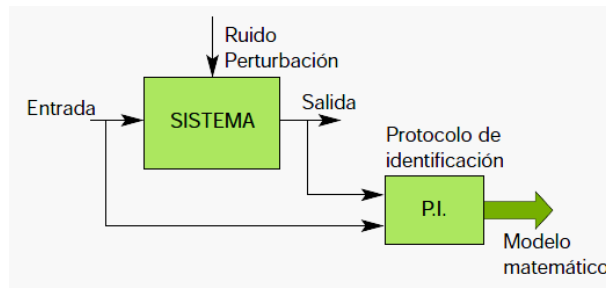 Ruido
Perturbación
Entrada
SISTEMA
Salida
Protocolo de
identificación
P.I.
Modelo
matemático